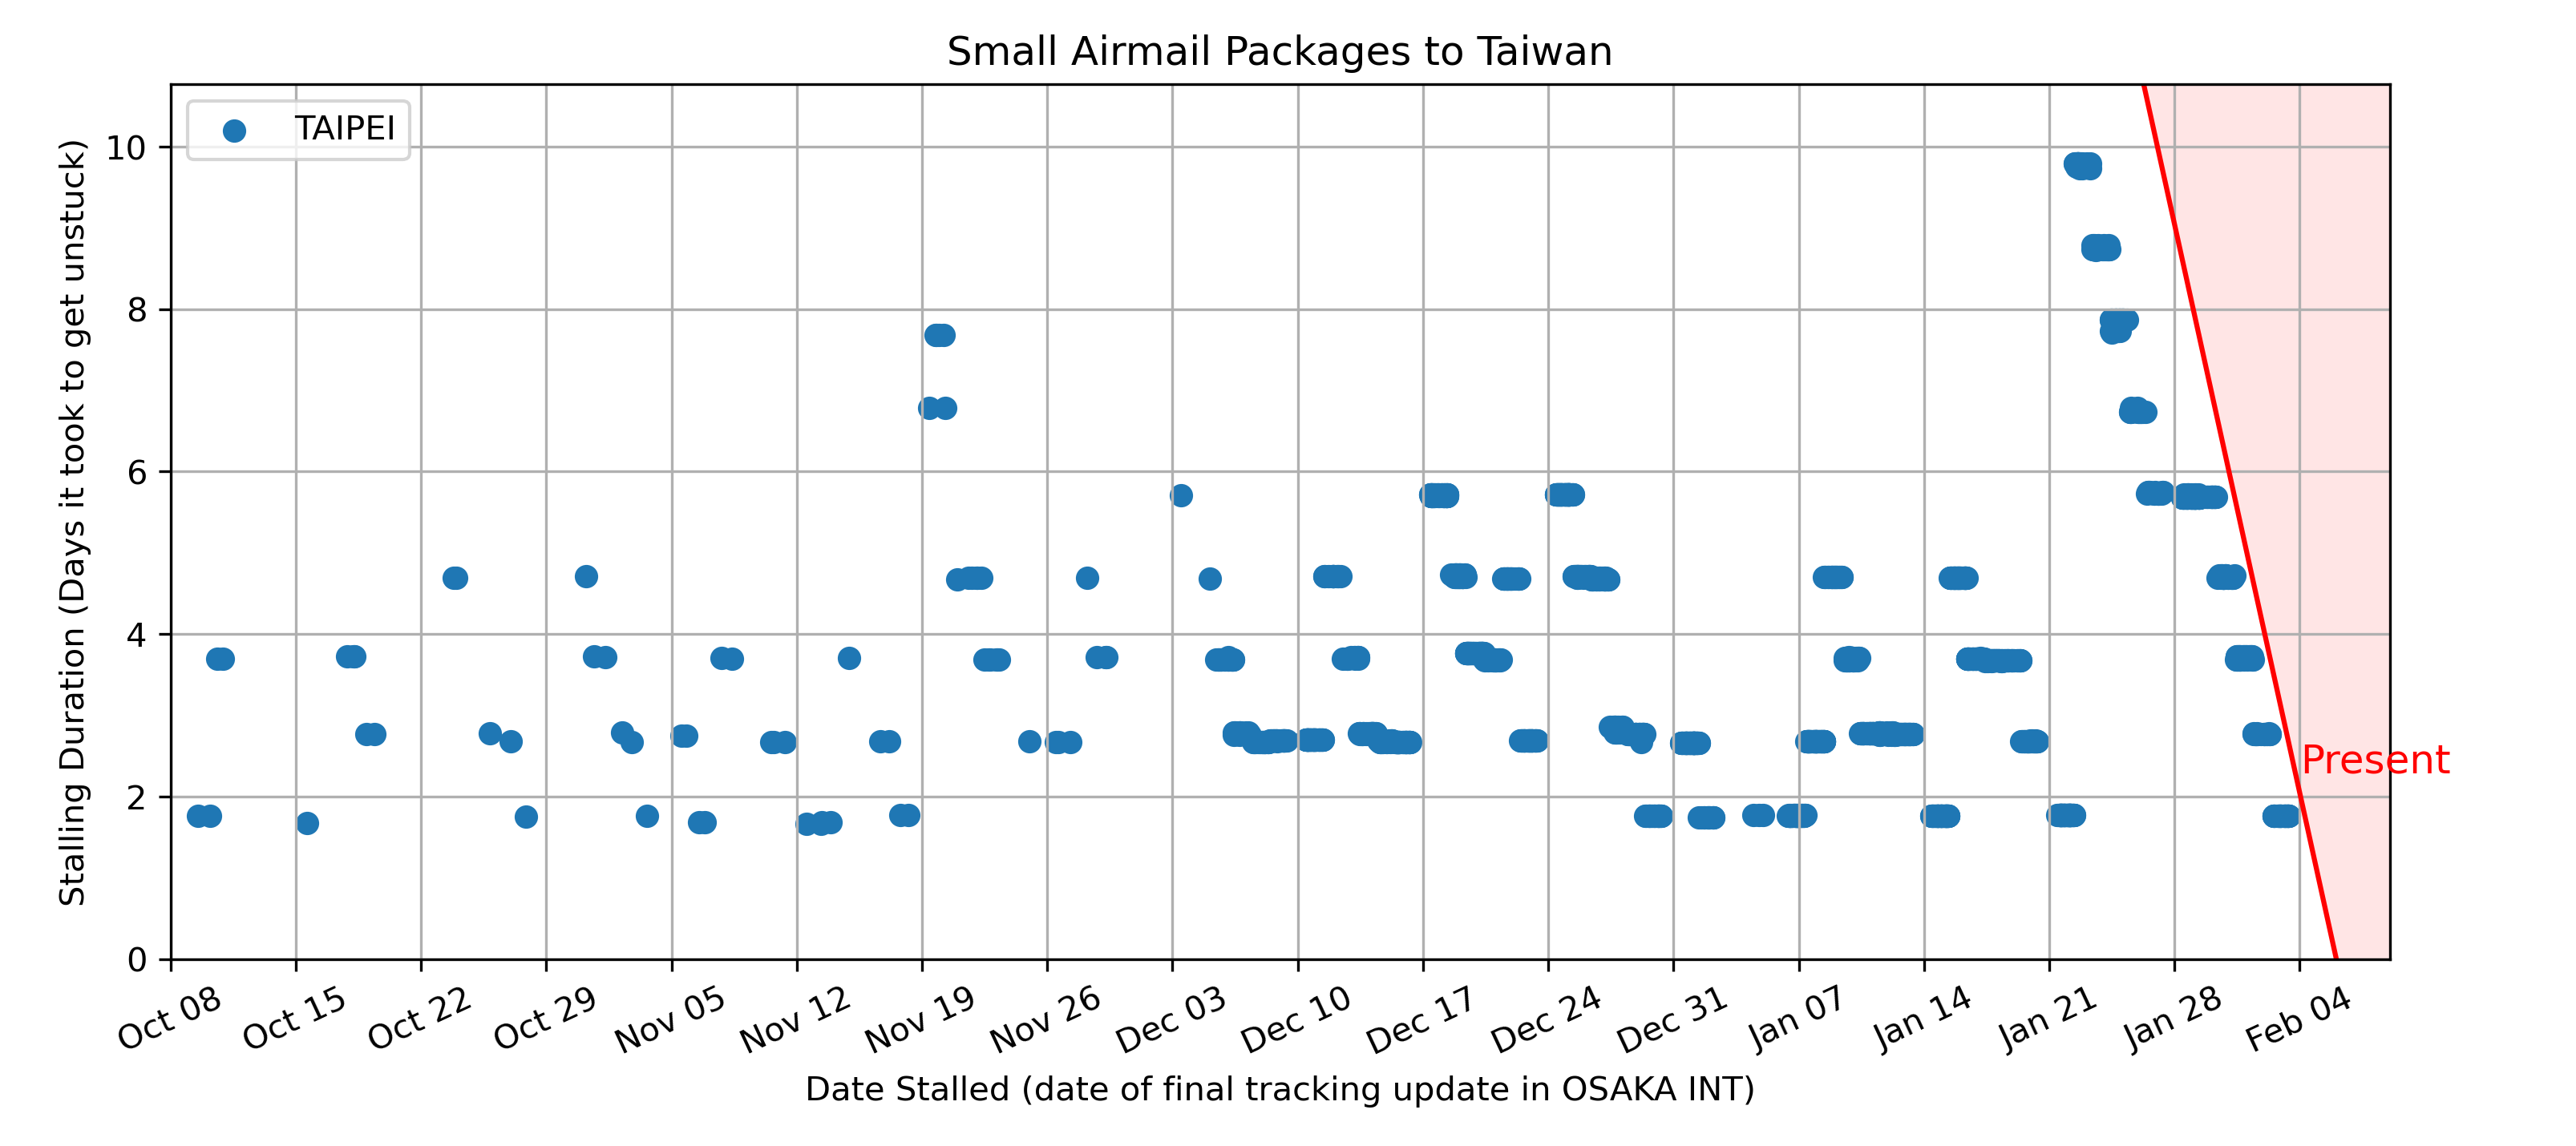 Small Airmail Packages to Taiwan
TAIPEI
Stalling Duration (Days it took to get unstuck)
10
8
6
4
2
0
Present
Oct 08
Oct 15
Oct 22
Oct 29
Nov 05
Nov 12
Nov 19
Nov 26
Dec 03
Dec 10
Dec 17
Dec 24
Dec 31
Jan 07
Jan 14
Jan 21
Jan 28
Feb 04
Date Stalled (date of final tracking update in OSAKA INT)